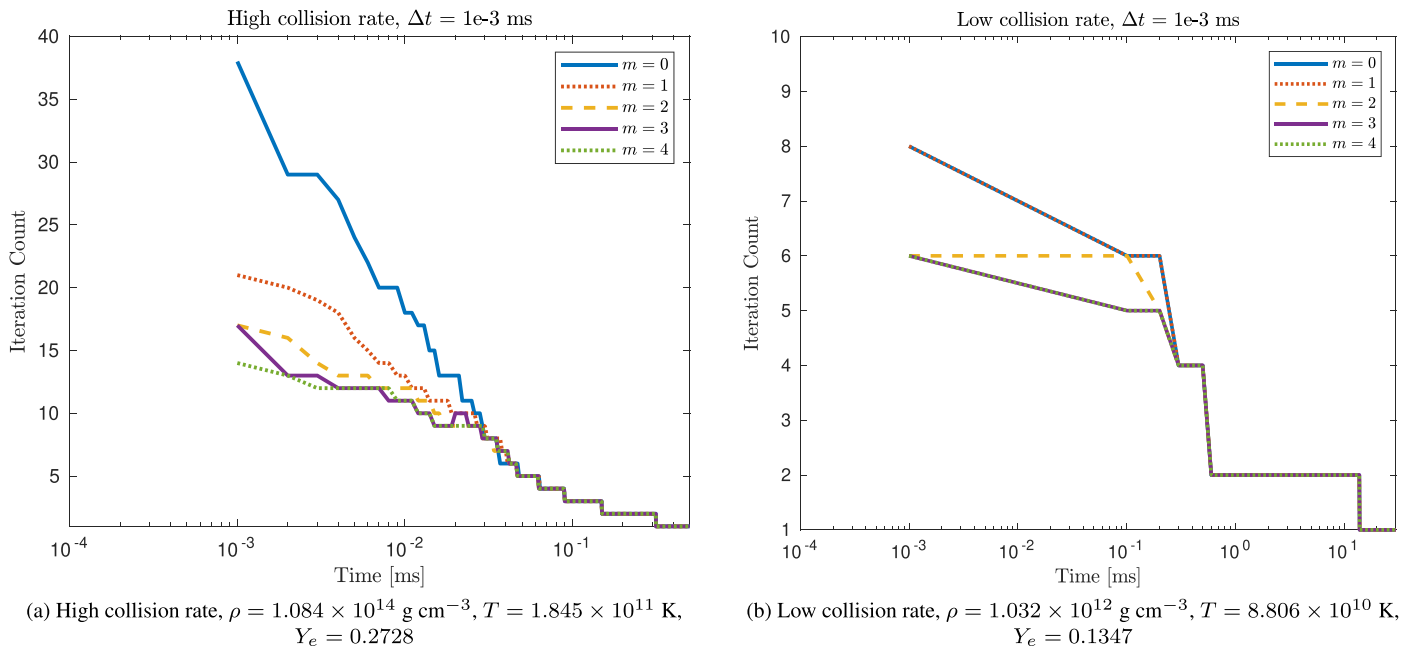 High collision rate, Δt = 1e-3 ms
40
35
30
25
20
15
10
5
Iteration Count
10^-4
10^-3
10^-2
10^-1
Time [ms]
m = 0
m = 1
m = 2
m = 3
m = 4
(a) High collision rate, ρ = 1.084 × 10^14 g cm^−3, T = 1.845 × 10^11 K,
Y_e = 0.2728
Low collision rate, Δt = 1e-3 ms
10
9
8
7
6
5
4
3
2
1
Iteration Count
10^-4
10^-3
10^-2
10^-1
10^0
10^1
Time [ms]
m = 0
m = 1
m = 2
m = 3
m = 4
(b) Low collision rate, ρ = 1.032 × 10^12 g cm^−3, T = 8.806 × 10^10 K,
Y_e = 0.1347